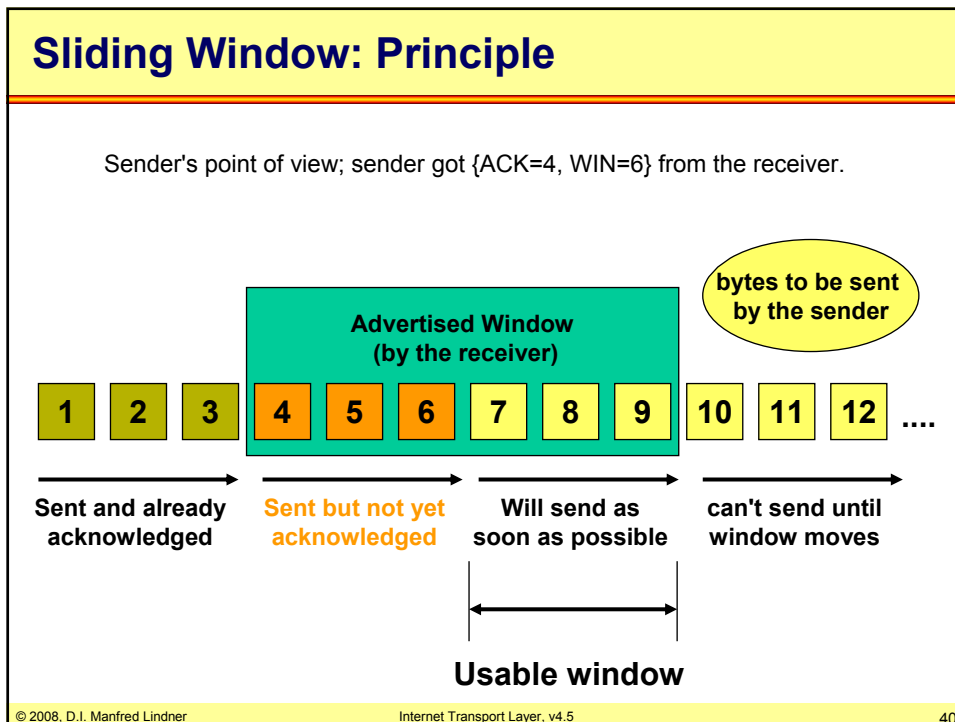 Sliding Window: Principle
Sender's point of view; sender got {ACK=4, WIN=6} from the receiver.
bytes to be sent
by the sender
Advertised Window
(by the receiver)
1 2 3 4 5 6 7 8 9 10 11 12 ....
Sent and already
acknowledged
Sent but not yet
acknowledged
Will send as
soon as possible
can't send until
window moves
Usable window
© 2008, D.I. Manfred Lindner
Internet Transport Layer, v4.5
40